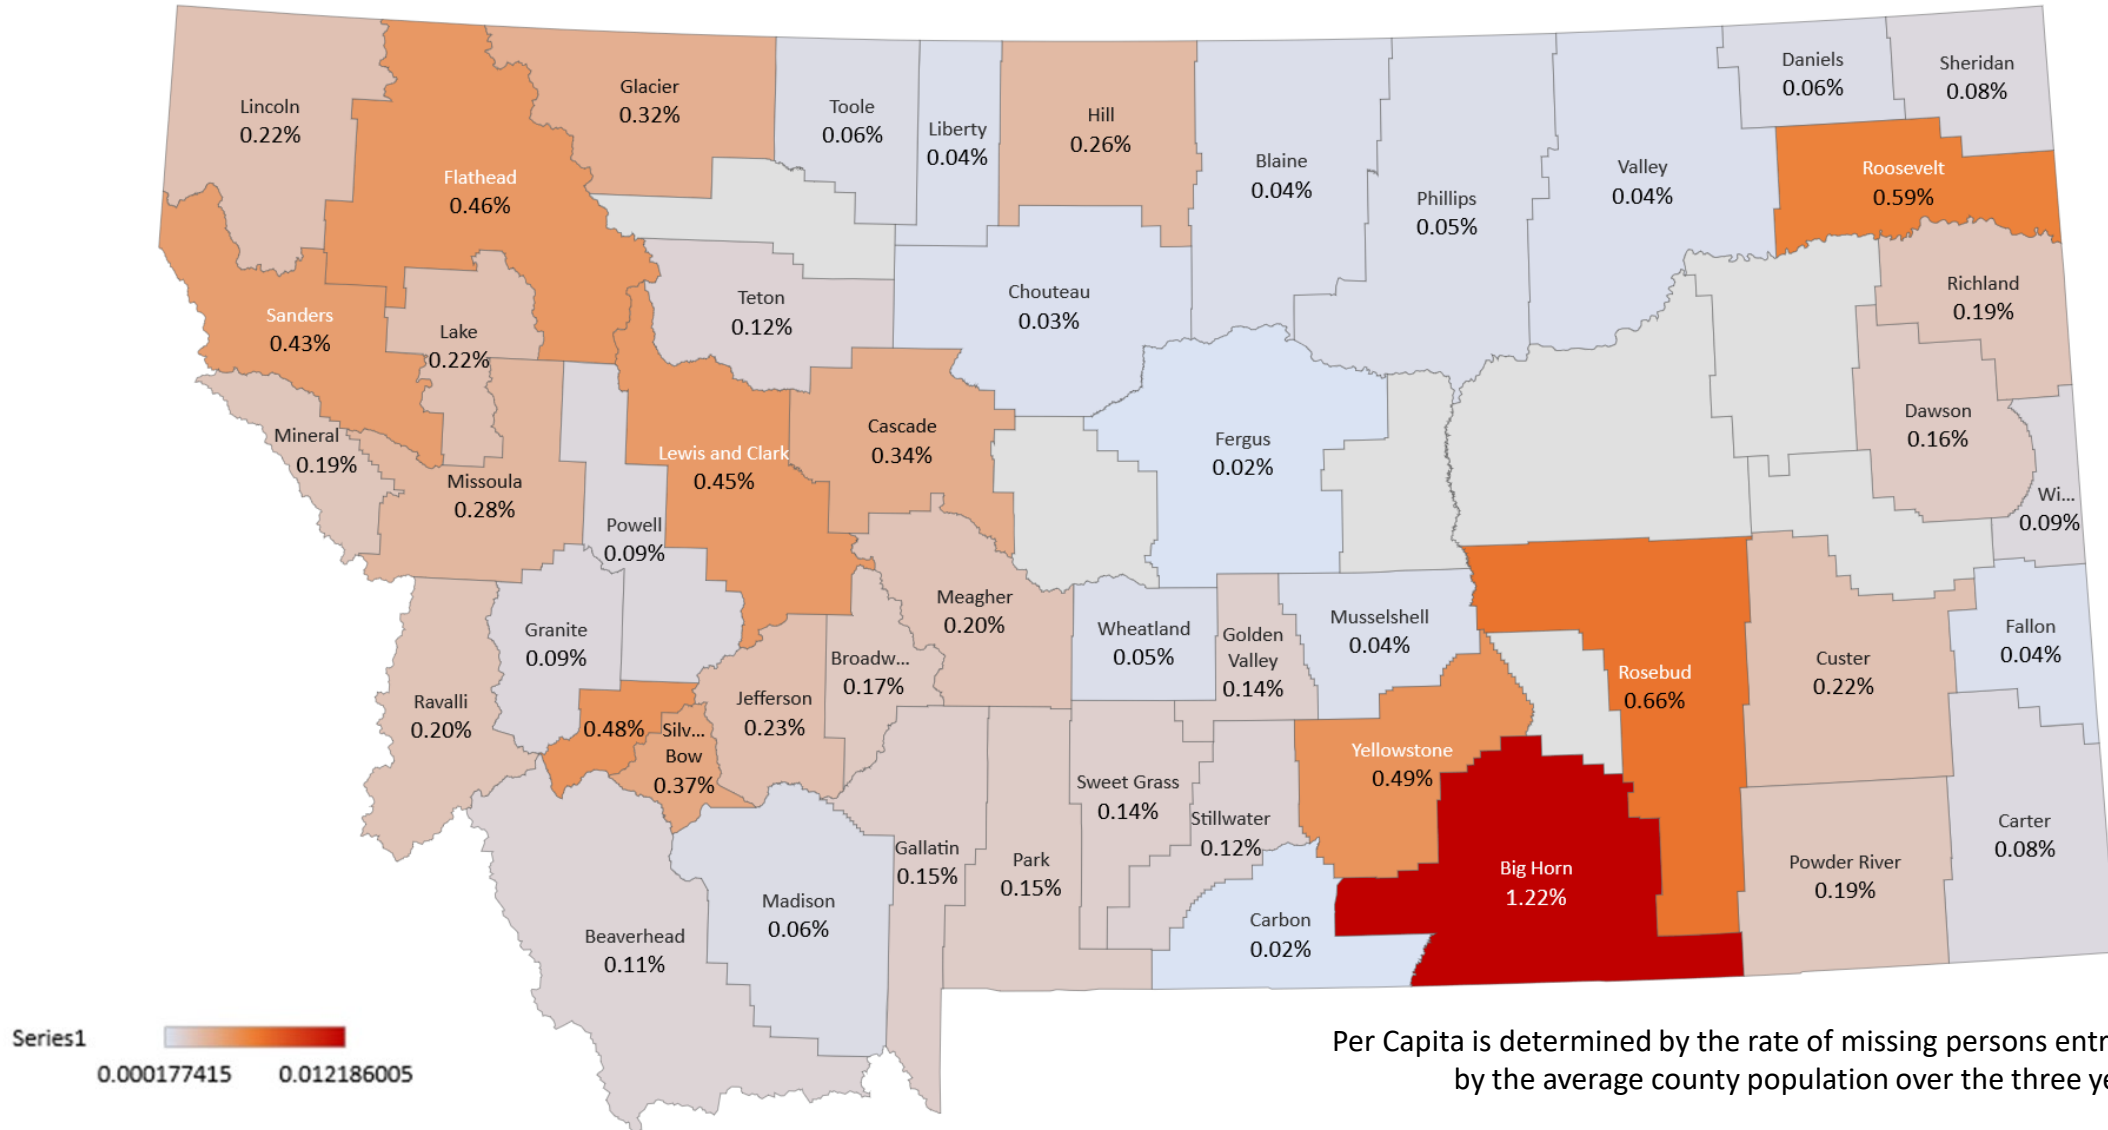 Lincoln
0.22%
Flathead
0.46%
Glacier
0.32%
Toole
0.06%
Liberty
0.04%
Hill
0.26%
Blaine
0.04%
Phillips
0.05%
Valley
0.04%
Daniels
0.06%
Sheridan
0.08%
Roosevelt
0.59%
Sanders
0.43%
Lake
0.22%
Teton
0.12%
Chouteau
0.03%
Richland
0.19%
Mineral
0.19%
Missoula
0.28%
Powell
0.09%
Lewis and Clark
0.45%
Cascade
0.34%
Fergus
0.02%
Dawson
0.16%
Wi...
0.09%
Ravalli
0.20%
Granite
0.09%
0.48%
Silv...
Bow
0.37%
Jefferson
0.23%
Broadw...
0.17%
Meagher
0.20%
Wheatland
0.05%
Golden
Valley
0.14%
Musselshell
0.04%
Rosebud
0.66%
Custer
0.22%
Fallon
0.04%
Beaverhead
0.11%
Madison
0.06%
Gallatin
0.15%
Park
0.15%
Sweet Grass
0.14%
Stillwater
0.12%
Yellowstone
0.49%
Carbon
0.02%
Big Horn
1.22%
Powder River
0.19%
Carter
0.08%
Series1
0.000177415 0.012186005
Per Capita is determined by the rate of missing persons entr
by the average county population over the three ye